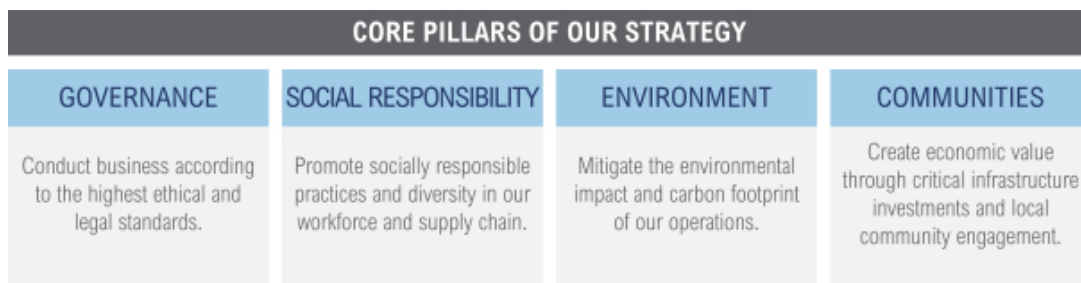 CORE PILLARS OF OUR STRATEGY
GOVERNANCE
Conduct business according
to the highest ethical and
legal standards.
SOCIAL RESPONSIBILITY
Promote socially responsible
practices and diversity in our
workforce and supply chain.
ENVIRONMENT
Mitigate the environmental
impact and carbon footprint
of our operations.
COMMUNITIES
Create economic value
through critical infrastructure
investments and local
community engagement.